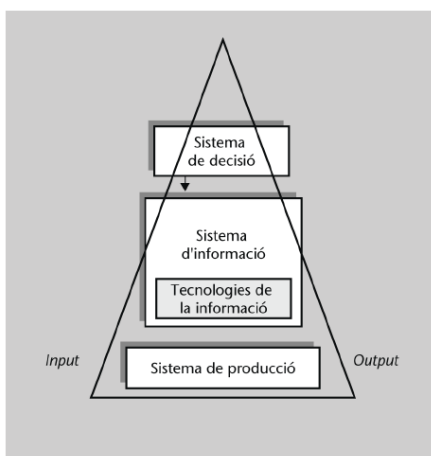 Sistema
de decisió
Sistema
d'informació
Tecnologies de
la informació
Input
Sistema de producció
Output